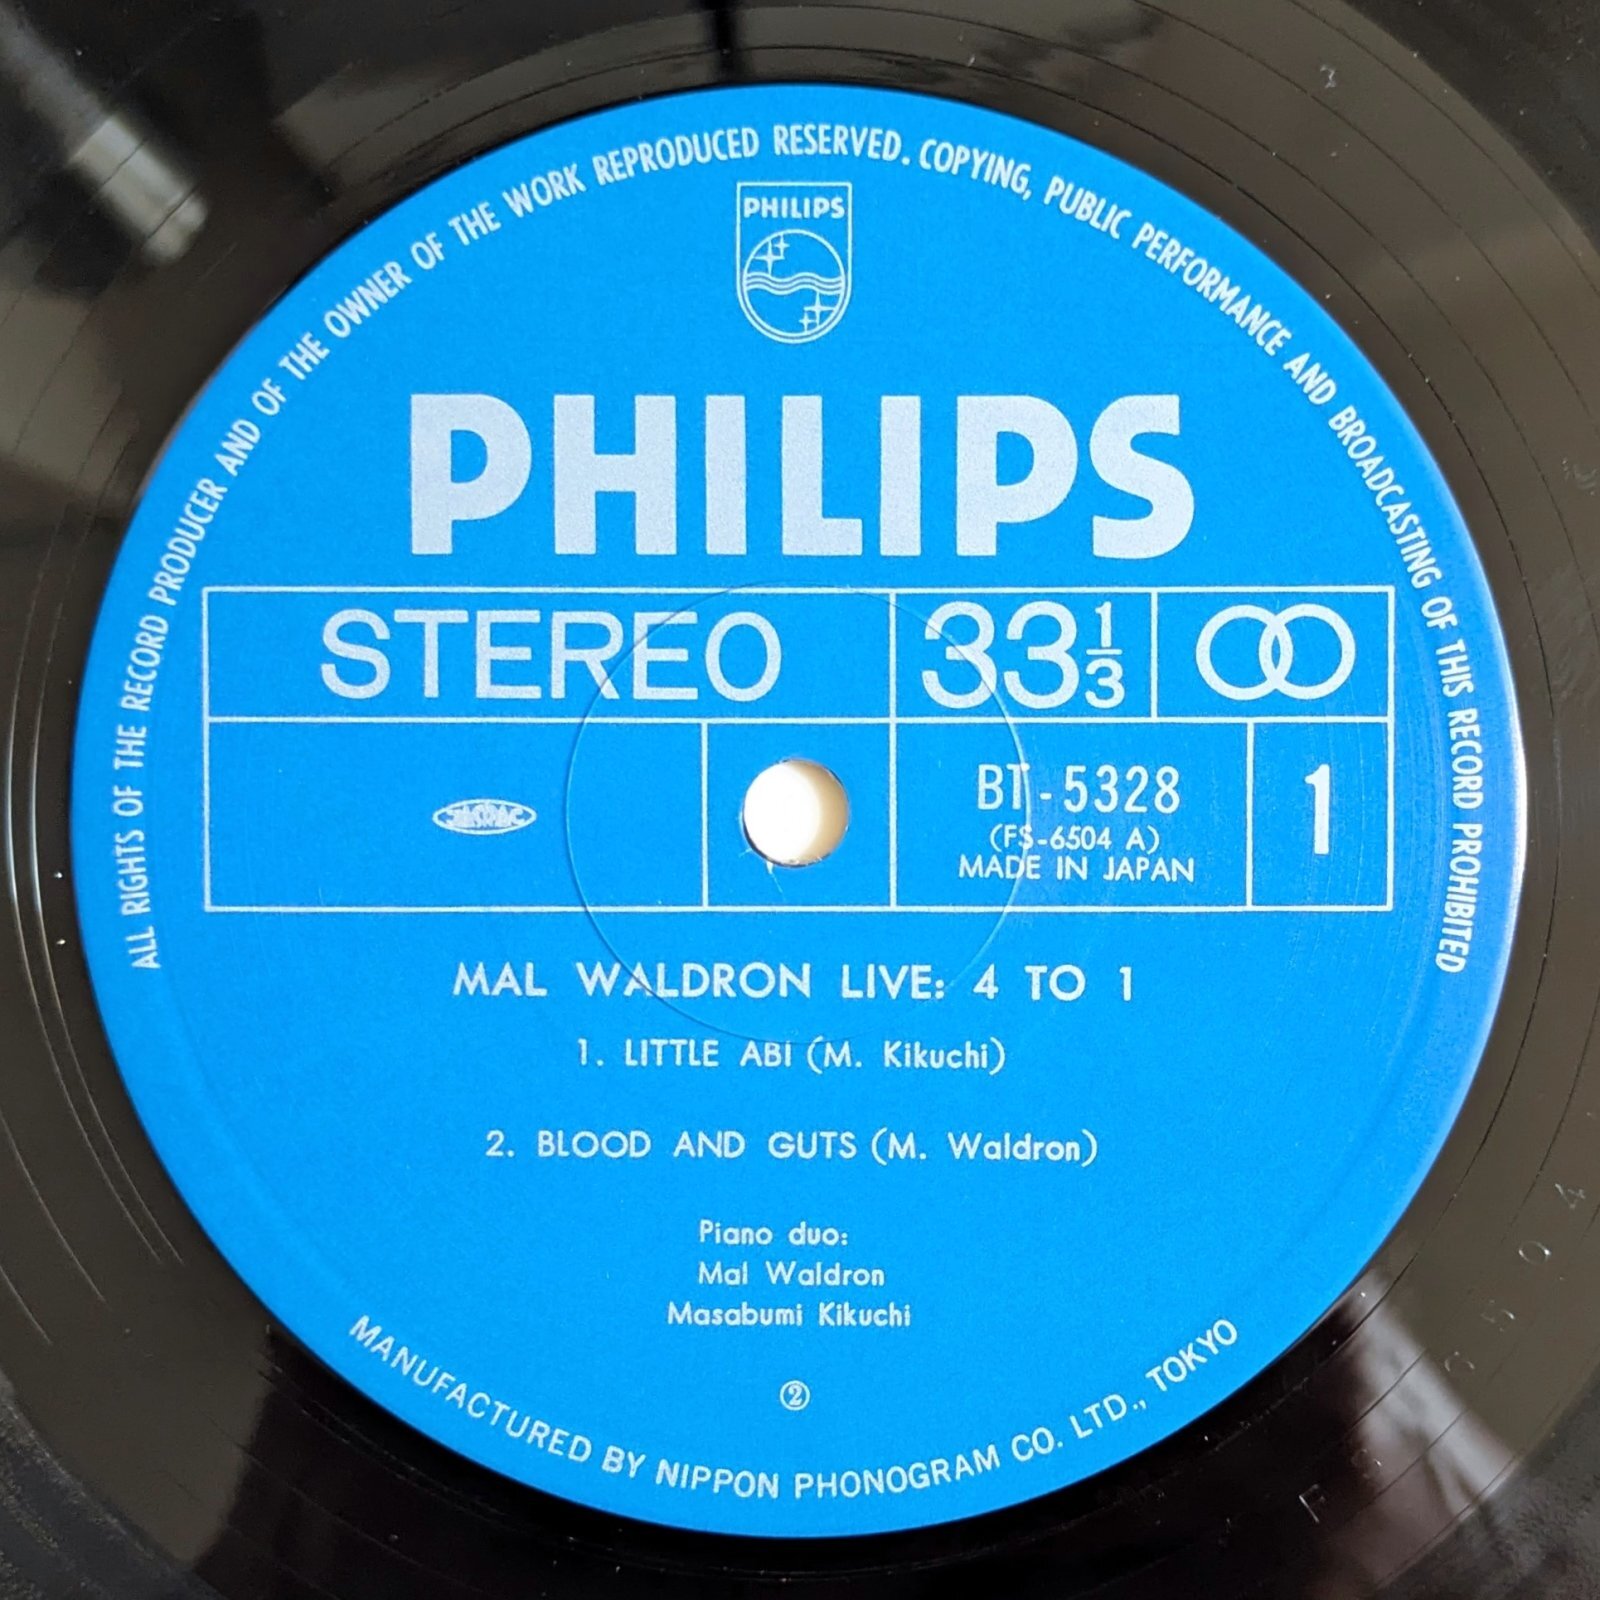 ALL RIGHTS OF THE RECORD PRODUCER AND OF THE OWNER OF THE WORK REPRODUCED RESERVED. COPYING, PUBLIC PERFORMANCE AND BROADCASTING OF THIS RECORD PROHIBITED
PHILIPS
PHILIPS
STEREO
33 1/3
JASRAC
BT-5328
(FS-6504 A)
MADE IN JAPAN
1
MAL WALDRON LIVE: 4 TO 1
1. LITTLE ABI (M. Kikuchi)
2. BLOOD AND GUTS (M. Waldron)
Piano duo:
Mal Waldron
Masabumi Kikuchi
②
MANUFACTURED BY NIPPON PHONOGRAM CO. LTD., TOKYO